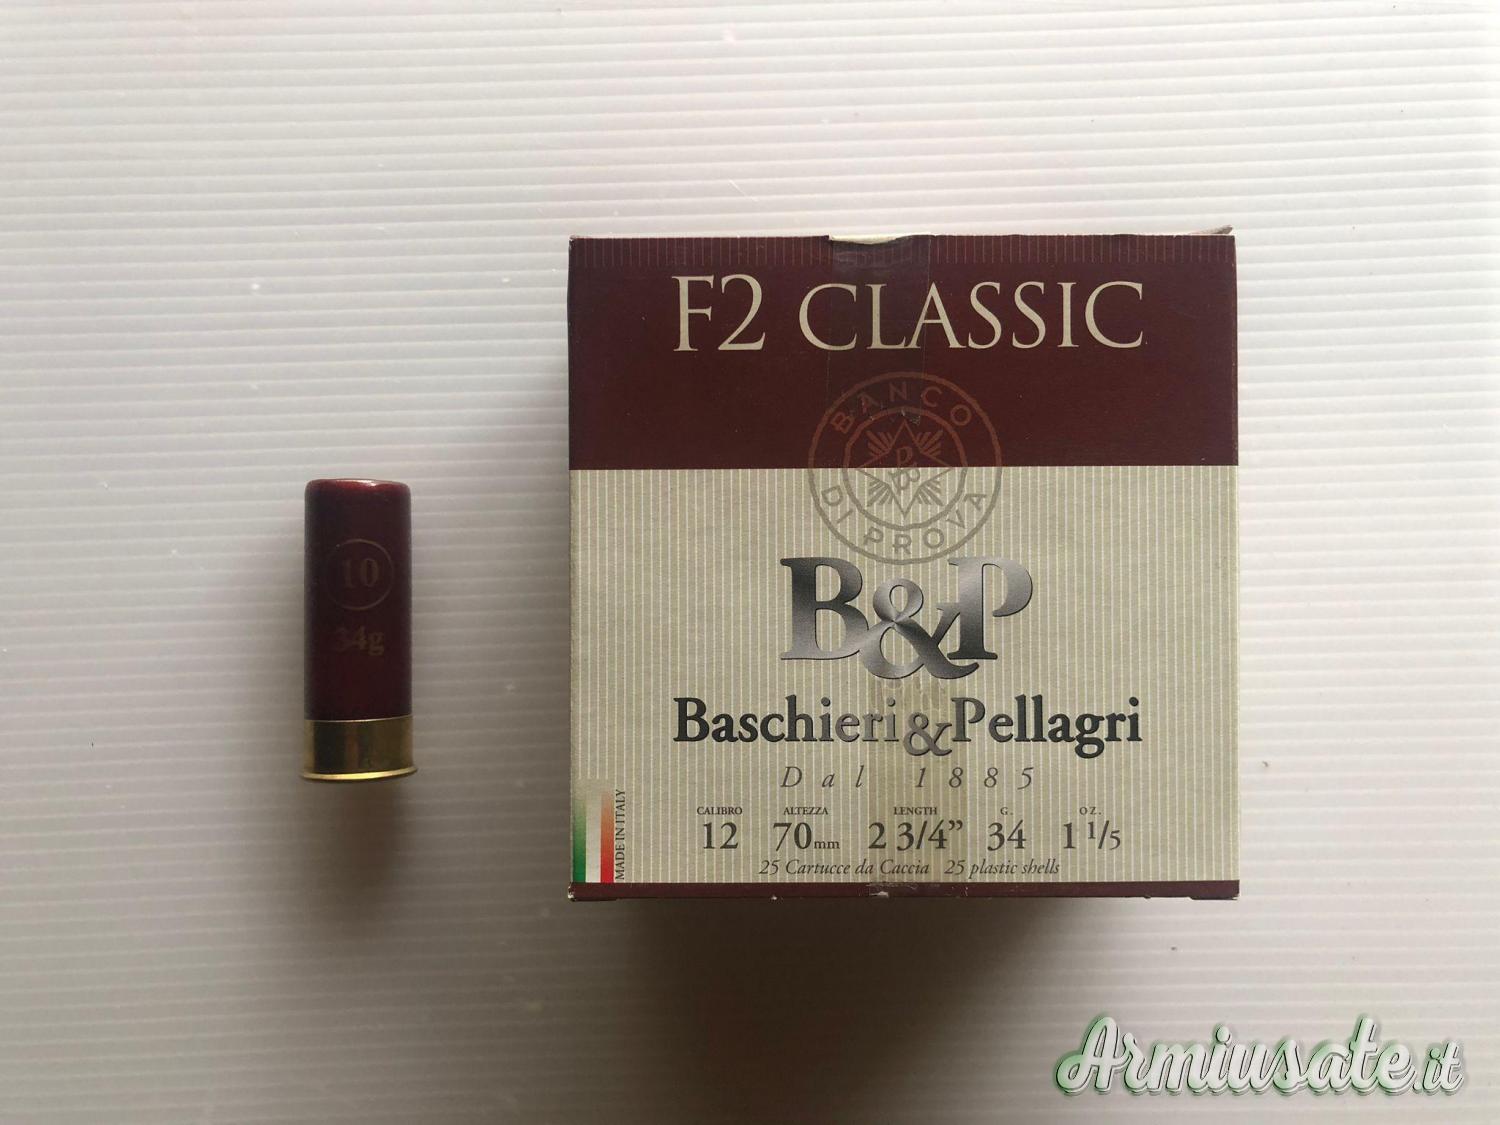 F2 CLASSIC
BANCO
DI PROVA
B&P
Baschieri&Pellagri
Dal 1885
CALIBRO ALTEZZA LENGTH G. OZ.
12 70mm 2 3/4” 34 1 1/5
25 Cartucce da Caccia 25 plastic shells
MADE IN ITALY
10
34g
Armiusate.it